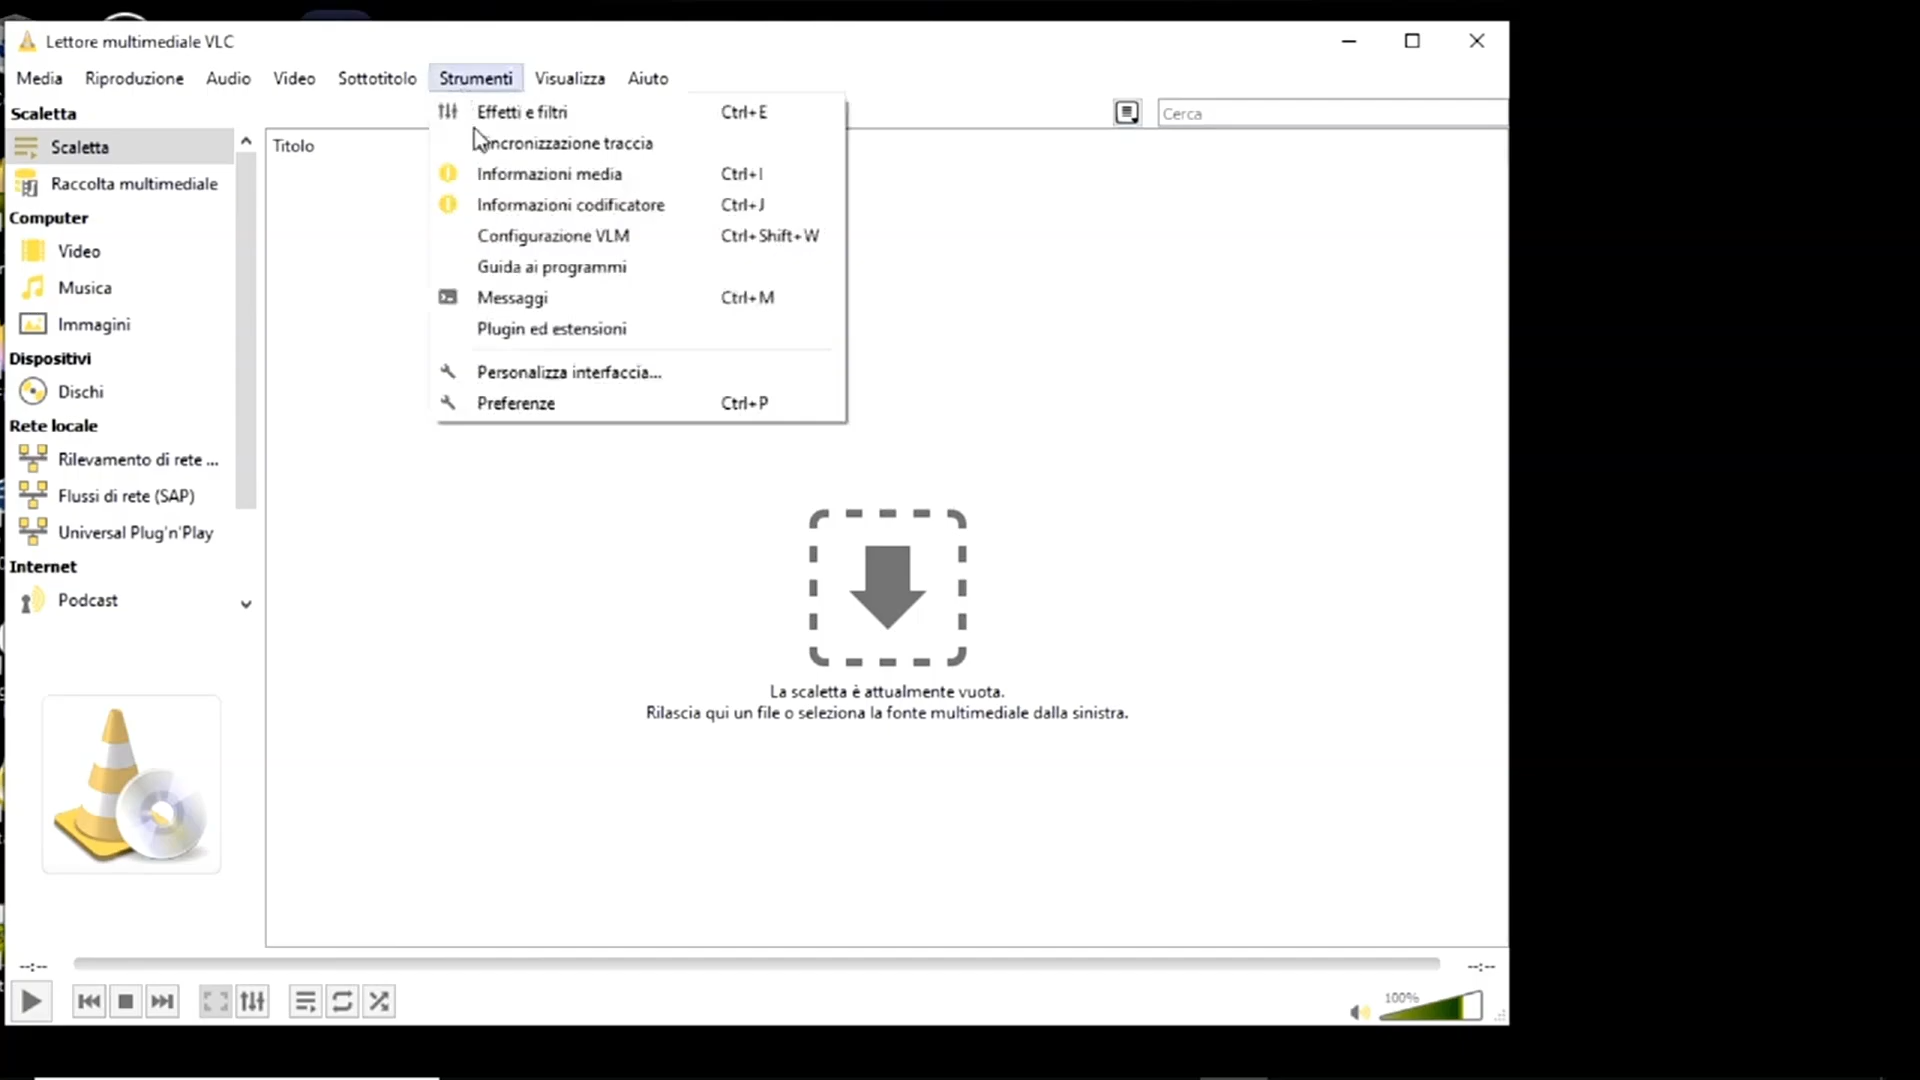 Lettore multimediale VLC
Media Riproduzione Audio Video Sottotitolo Strumenti Visualizza Aiuto
Scaletta
Scaletta
Raccolta multimediale
Computer
Video
Musica
Immagini
Dispositivi
Dischi
Rete locale
Rilevamento di rete ...
Flussi di rete (SAP)
Universal Plug'n'Play
Internet
Podcast
Titolo
Cerca
Effetti e filtri Ctrl+E
incronizzazione traccia
Informazioni media Ctrl+I
Informazioni codificatore Ctrl+J
Configurazione VLM Ctrl+Shift+W
Guida ai programmi
Messaggi Ctrl+M
Plugin ed estensioni
Personalizza interfaccia...
Preferenze Ctrl+P
La scaletta è attualmente vuota.
Rilascia qui un file o seleziona la fonte multimediale dalla sinistra.
--:-- --:--
100%